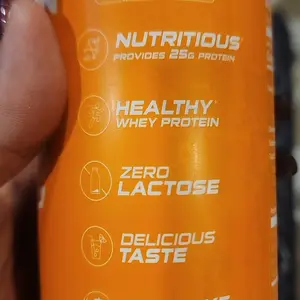 NUTRITIOUS*
PROVIDES 25G PROTEIN
HEALTHY*
WHEY PROTEIN
ZERO
LACTOSE
DELICIOUS
TASTE